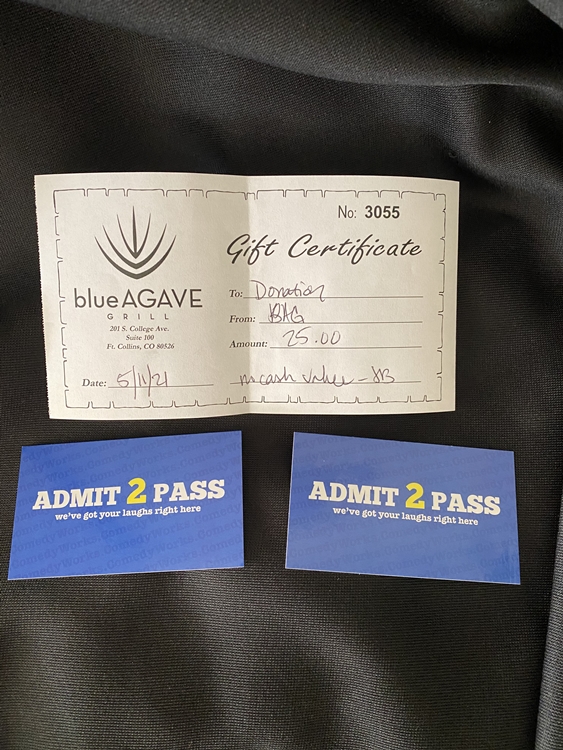 No: 3055
Gift Certificate
blueAGAVE
GRILL
201 S. College Ave.
Suite 100
Ft. Collins, CO 80526
To: Donation
From: BAG
Amount: 25.00
Date: 5/11/21
no cash value - 
ADMIT 2 PASS
we've got your laughs right here
ADMIT 2 PASS
we've got your laughs right here